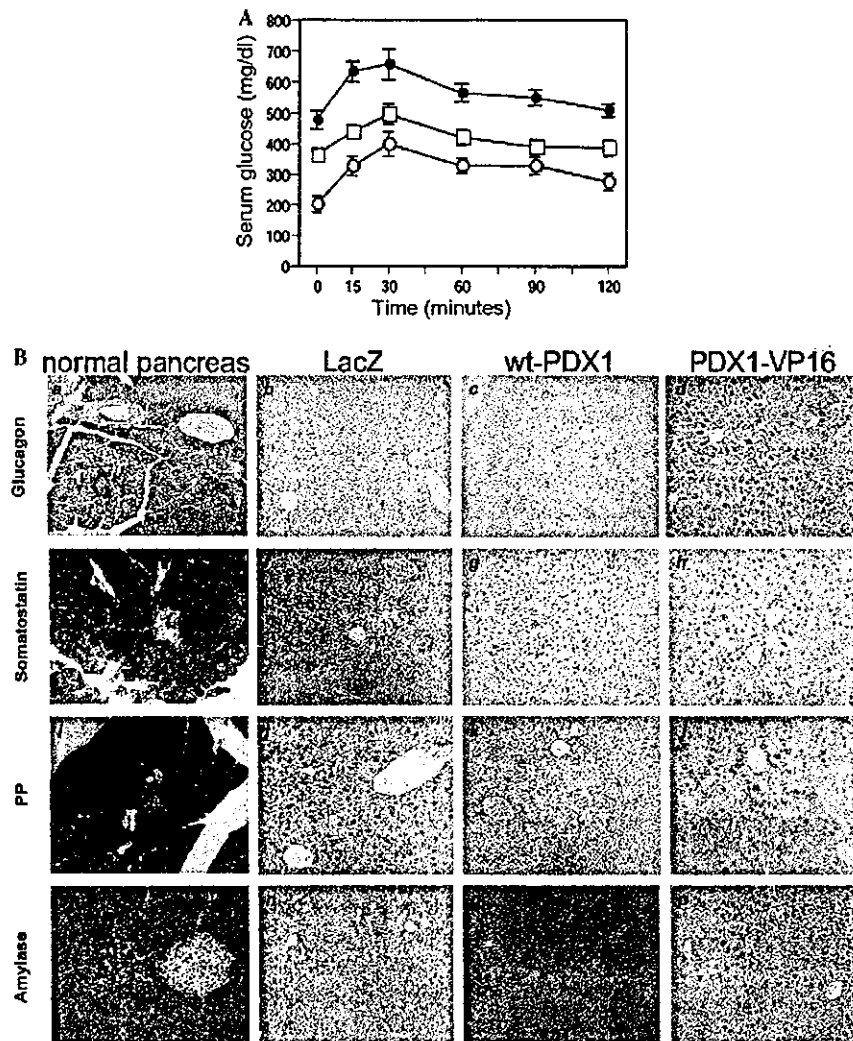 A
800
700
600
500
400
300
200
100
0
Serum glucose (mg/dl)
0 15 30 60 90 120
Time (minutes)
B
normal pancreas LacZ wt-PDX1 PDX1-VP16
Glucagon
a b c d
Somatostatin
g h
PP
j
Amylase